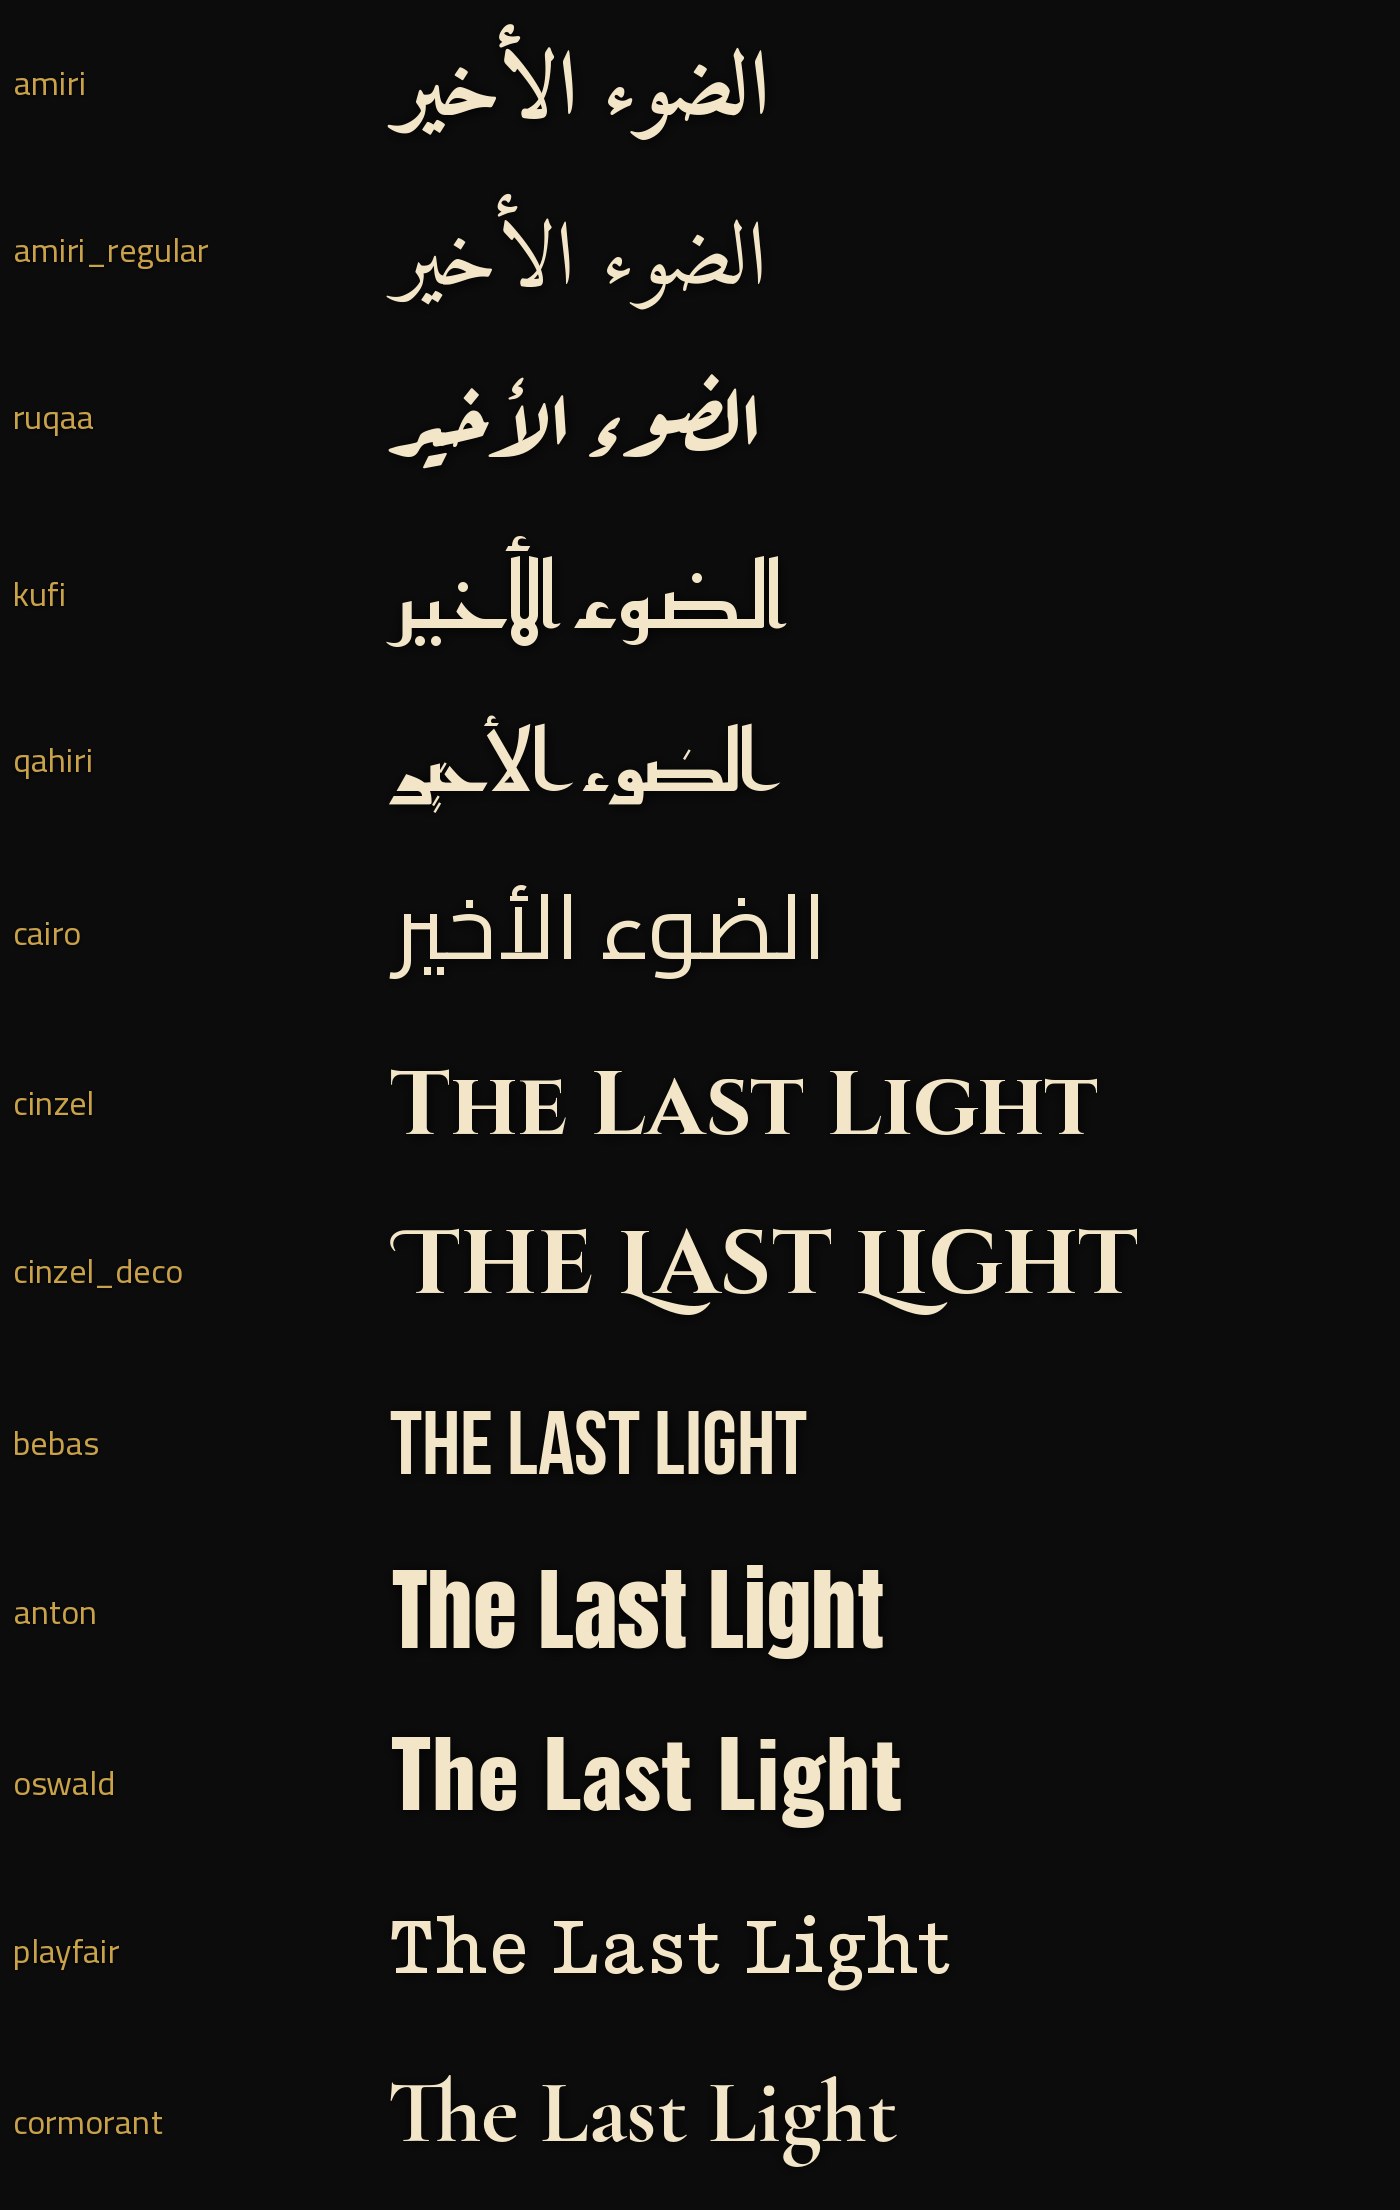 amiri الضوء الأخير
amiri_regular الضوء الأخير
ruqaa الضوء الأخير
kufi الضوء الأخير
qahiri الضوء الأخير
cairo الضوء الأخير
cinzel The Last Light
cinzel_deco The Last Light
bebas THE LAST LIGHT
anton The Last Light
oswald The Last Light
playfair The Last Light
cormorant The Last Light